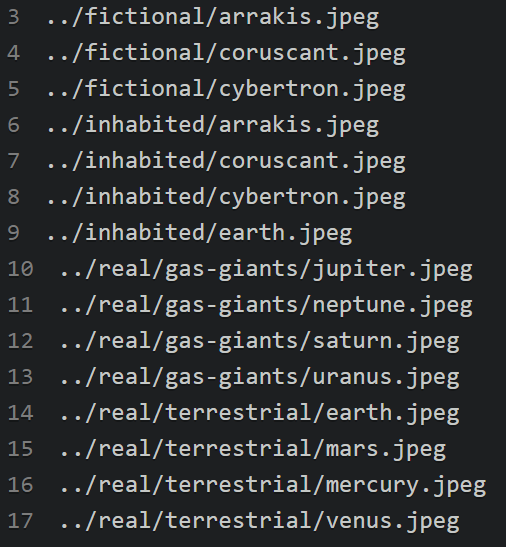 3 ../fictional/arrakis.jpeg
4 ../fictional/coruscant.jpeg
5 ../fictional/cybertron.jpeg
6 ../inhabited/arrakis.jpeg
7 ../inhabited/coruscant.jpeg
8 ../inhabited/cybertron.jpeg
9 ../inhabited/earth.jpeg
10 ../real/gas-giants/jupiter.jpeg
11 ../real/gas-giants/neptune.jpeg
12 ../real/gas-giants/saturn.jpeg
13 ../real/gas-giants/uranus.jpeg
14 ../real/terrestrial/earth.jpeg
15 ../real/terrestrial/mars.jpeg
16 ../real/terrestrial/mercury.jpeg
17 ../real/terrestrial/venus.jpeg